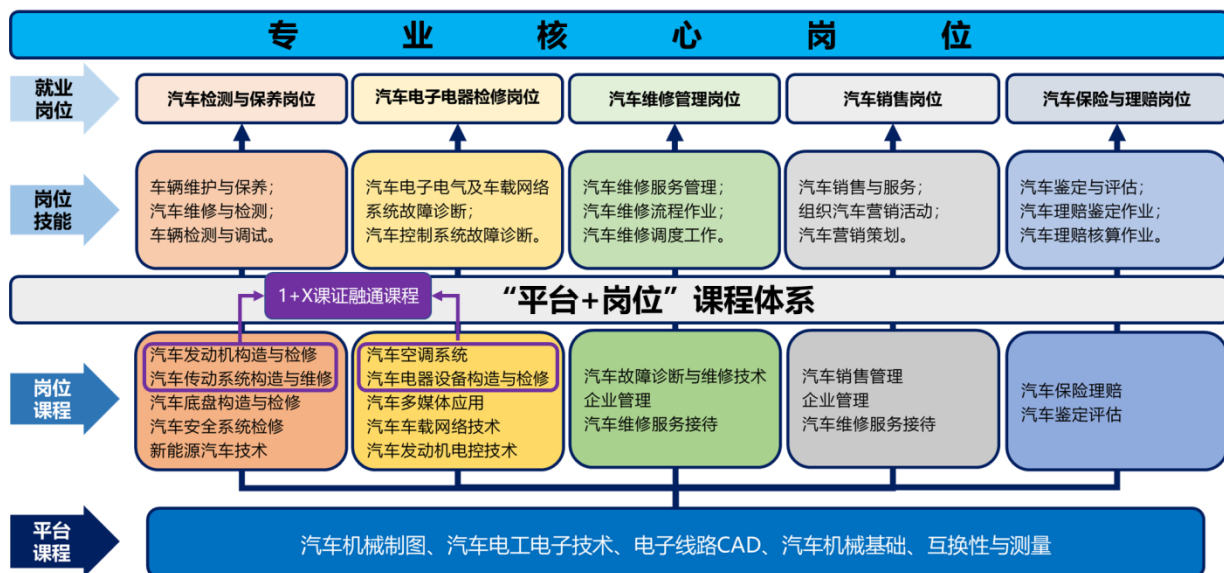 专业核心岗位
就业
岗位
汽车检测与保养岗位
汽车电子电器检修岗位
汽车维修管理岗位
汽车销售岗位
汽车保险与理赔岗位
岗位
技能
车辆维护与保养；
汽车维修与检测；
车辆检测与调试。
汽车电子电气及车载网络
系统故障诊断；
汽车控制系统故障诊断。
汽车维修服务管理；
汽车维修流程作业；
汽车维修调度工作。
汽车销售与服务；
组织汽车营销活动；
汽车营销策划。
汽车鉴定与评估；
汽车理赔鉴定作业；
汽车理赔核算作业。
1+X课证融通课程
“平台+岗位”课程体系
岗位
课程
汽车发动机构造与检修
汽车传动系统构造与维修
汽车底盘构造与检修
汽车安全系统检修
新能源汽车技术
汽车空调系统
汽车电器设备构造与检修
汽车多媒体应用
汽车车载网络技术
汽车发动机电控技术
汽车故障诊断与维修技术
企业管理
汽车维修服务接待
汽车销售管理
企业管理
汽车维修服务接待
汽车保险理赔
汽车鉴定评估
平台
课程
汽车机械制图、汽车电工电子技术、电子线路CAD、汽车机械基础、互换性与测量